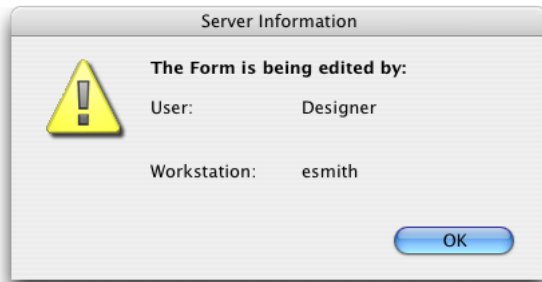 Server Information
The Form is being edited by:
User: Designer
Workstation: esmith
OK